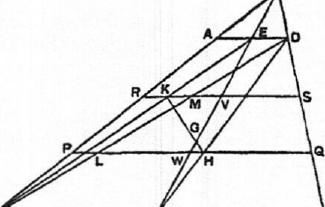 A E D
R K M V S
G
P L W H Q